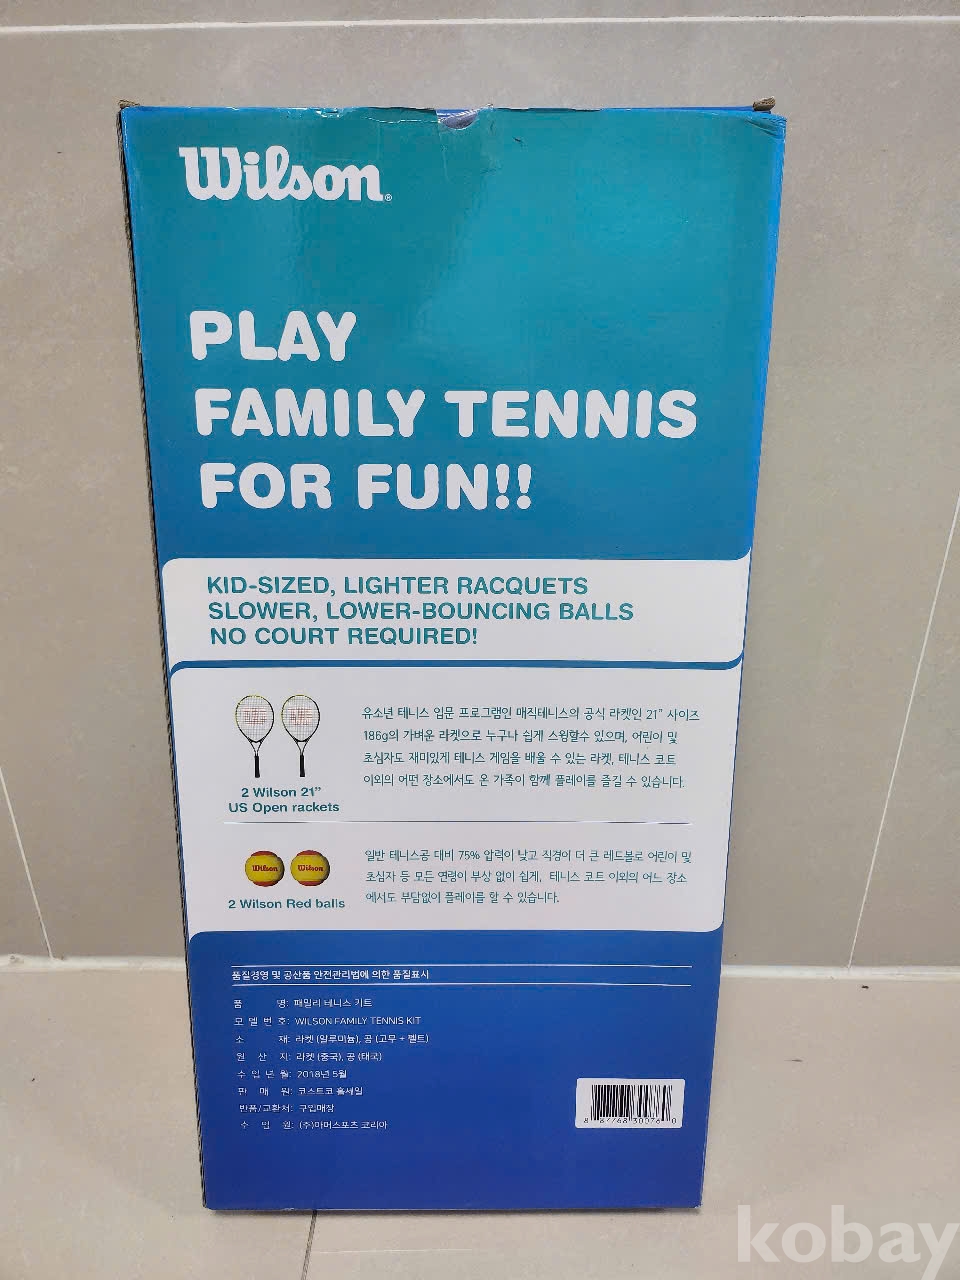 Wilson®
PLAY
FAMILY TENNIS
FOR FUN!!
KID-SIZED, LIGHTER RACQUETS
SLOWER, LOWER-BOUNCING BALLS
NO COURT REQUIRED!
유소년 테니스 입문 프로그램인 매직테니스의 공식 라켓인 21" 사이즈
186g의 가벼운 라켓으로 누구나 쉽게 스윙할수 있으며, 어린이 및
초심자도 재미있게 테니스 게임을 배울 수 있는 라켓, 테니스 코트
이외의 어떤 장소에서도 온 가족이 함께 플레이를 즐길 수 있습니다.
2 Wilson 21"
US Open rackets
Wilson Wilson
일반 테니스공 대비 75% 압력이 낮고 직경이 더 큰 레드볼로 어린이 및
초심자 등 모든 연령이 부상 없이 쉽게, 테니스 코트 이외의 어느 장소
에서도 부담없이 플레이를 할 수 있습니다.
2 Wilson Red balls
품질경영 및 공산품 안전관리법에 의한 품질표시
품 명: 패밀리 테니스 키트
모 델 번 호: WILSON FAMILY TENNIS KIT
소 재: 라켓 (알루미늄), 공 (고무 + 펠트)
원 산 지: 라켓 (중국), 공 (태국)
수 입 년 월: 2018년 5월
판 매 원: 코스트코 홀세일
반품/교환처: 구입매장
수 입 원: (주)아머스포츠 코리아
kobay